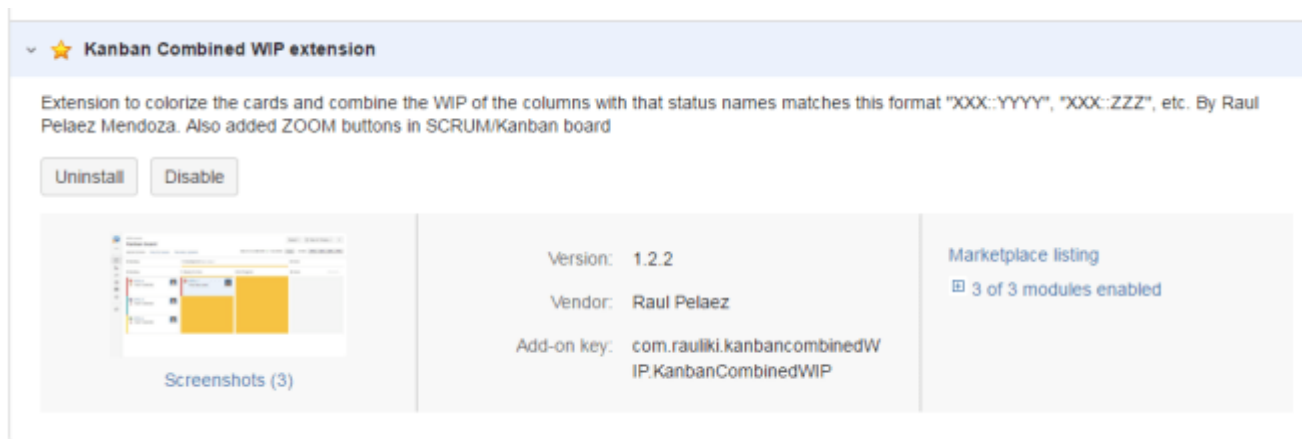 Kanban Combined WIP extension
Extension to colorize the cards and combine the WIP of the columns with that status names matches this format "XXX::YYYY", "XXX::ZZZ", etc. By Raul
Pelaez Mendoza. Also added ZOOM buttons in SCRUM/Kanban board
Uninstall Disable
Version: 1.2.2
Vendor: Raul Pelaez
Add-on key: com.rauliki.kanbancombinedW
IP.KanbanCombinedWIP
Screenshots (3)
Marketplace listing
3 of 3 modules enabled